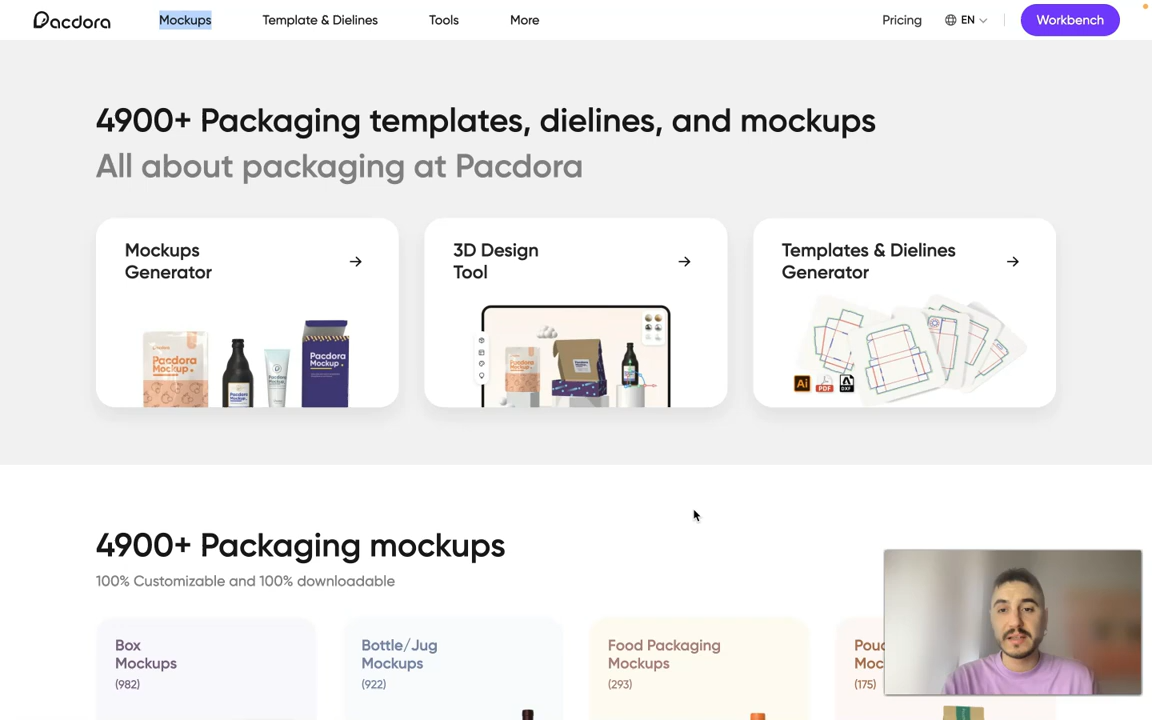 Pacdora
Mockups
Template & Dielines
Tools
More
Pricing
EN
Workbench
4900+ Packaging templates, dielines, and mockups
All about packaging at Pacdora
Mockups
Generator
3D Design
Tool
Templates & Dielines
Generator
Pacdora
Mockup
Pacdora
Mockup
Ai
PDF
DXF
4900+ Packaging mockups
100% Customizable and 100% downloadable
Box
Mockups
(982)
Bottle/Jug
Mockups
(922)
Food Packaging
Mockups
(293)
Pouc
Moc
(175)